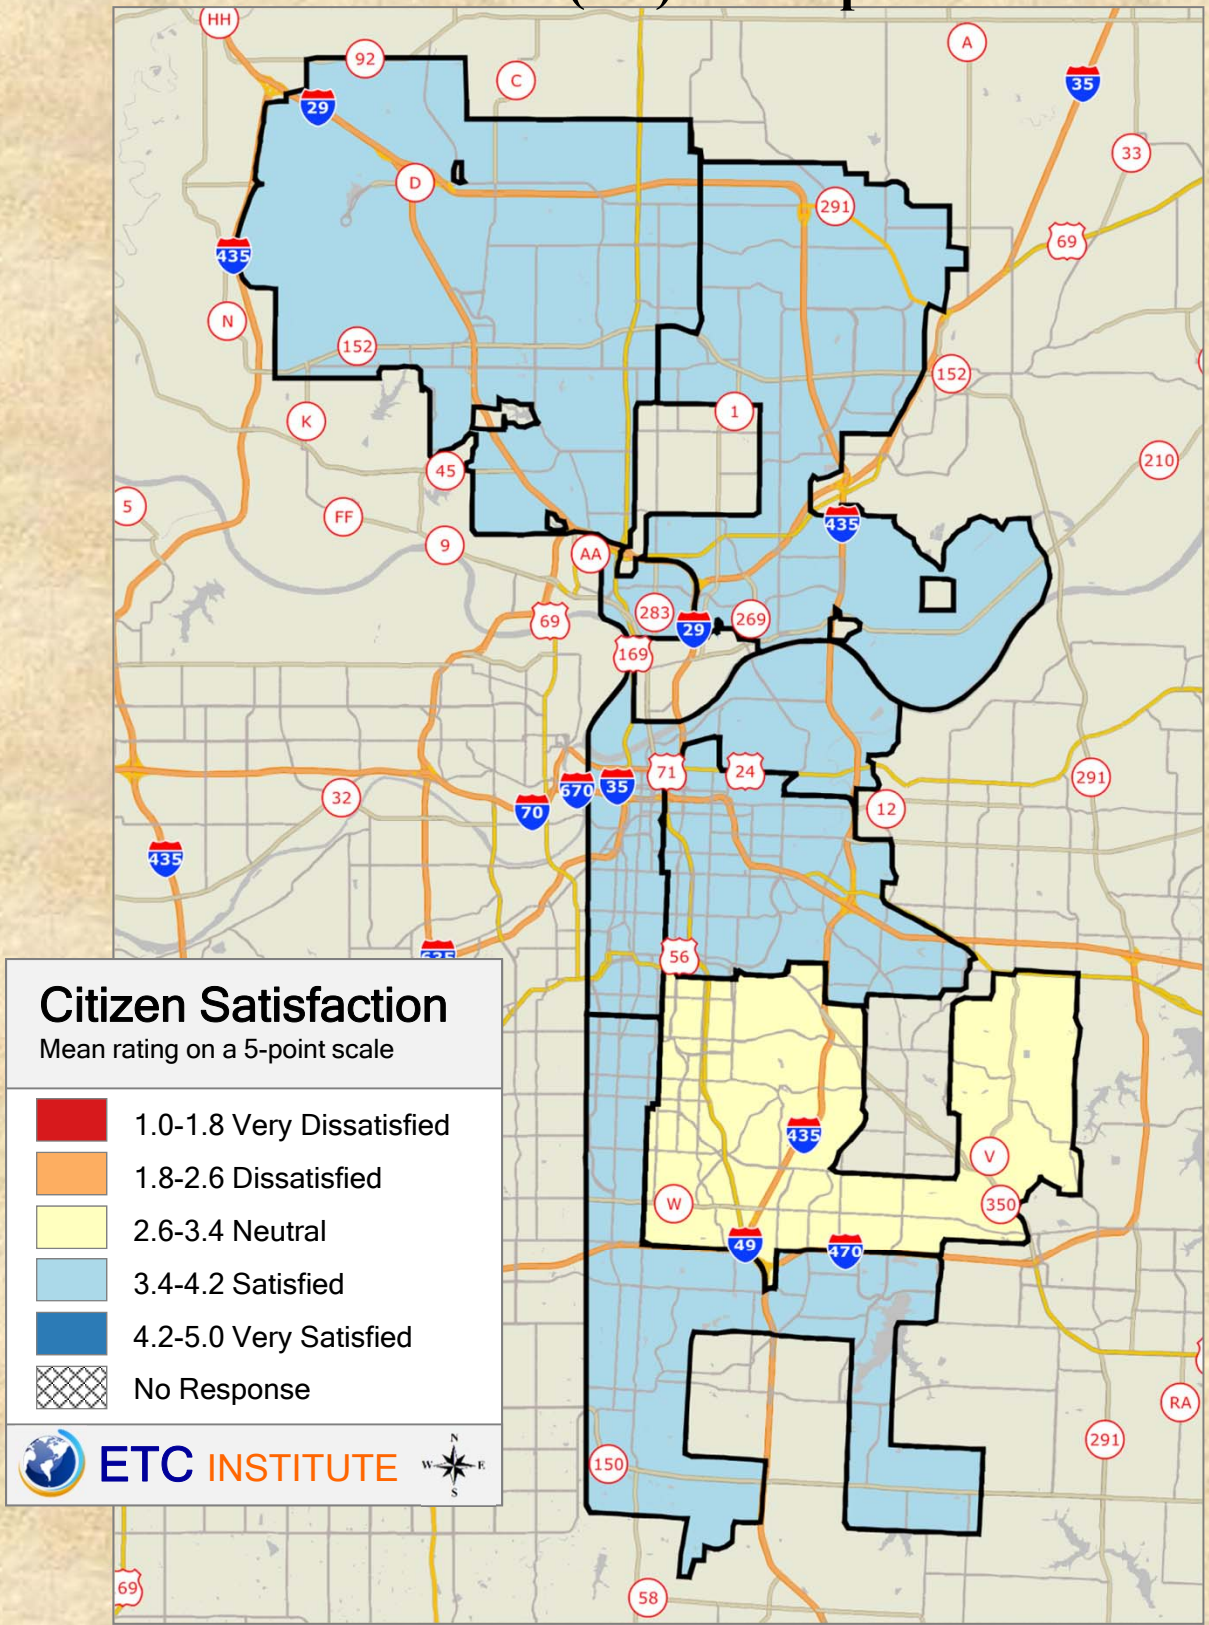 HH
92
C
A
29
35
33
D
291
69
435
N
152
152
K
1
45
210
5
FF
435
9
AA
283
69
29
269
169
71
24
670
35
291
32
70
12
435
635
56
Citizen Satisfaction
Mean rating on a 5-point scale
1.0-1.8 Very Dissatisfied
1.8-2.6 Dissatisfied
2.6-3.4 Neutral
3.4-4.2 Satisfied
4.2-5.0 Very Satisfied
No Response
ETC INSTITUTE
N
W
E
S
435
V
W
350
49
470
RA
291
150
69
58